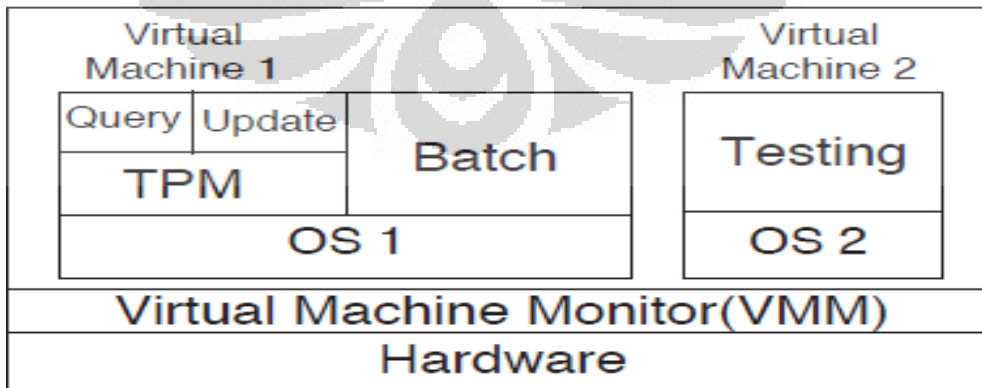 Virtual
Machine 1
Virtual
Machine 2
Query
Update
TPM
Batch
OS 1
Testing
OS 2
Virtual Machine Monitor(VMM)
Hardware